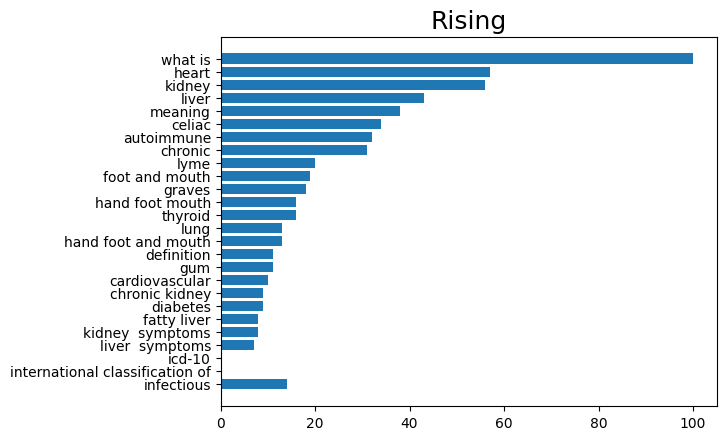 Rising
what is
heart
kidney
liver
meaning
celiac
autoimmune
chronic
lyme
foot and mouth
graves
hand foot mouth
thyroid
lung
hand foot and mouth
definition
gum
cardiovascular
chronic kidney
diabetes
fatty liver
kidney  symptoms
liver  symptoms
icd-10
international classification of
infectious
0 20 40 60 80 100